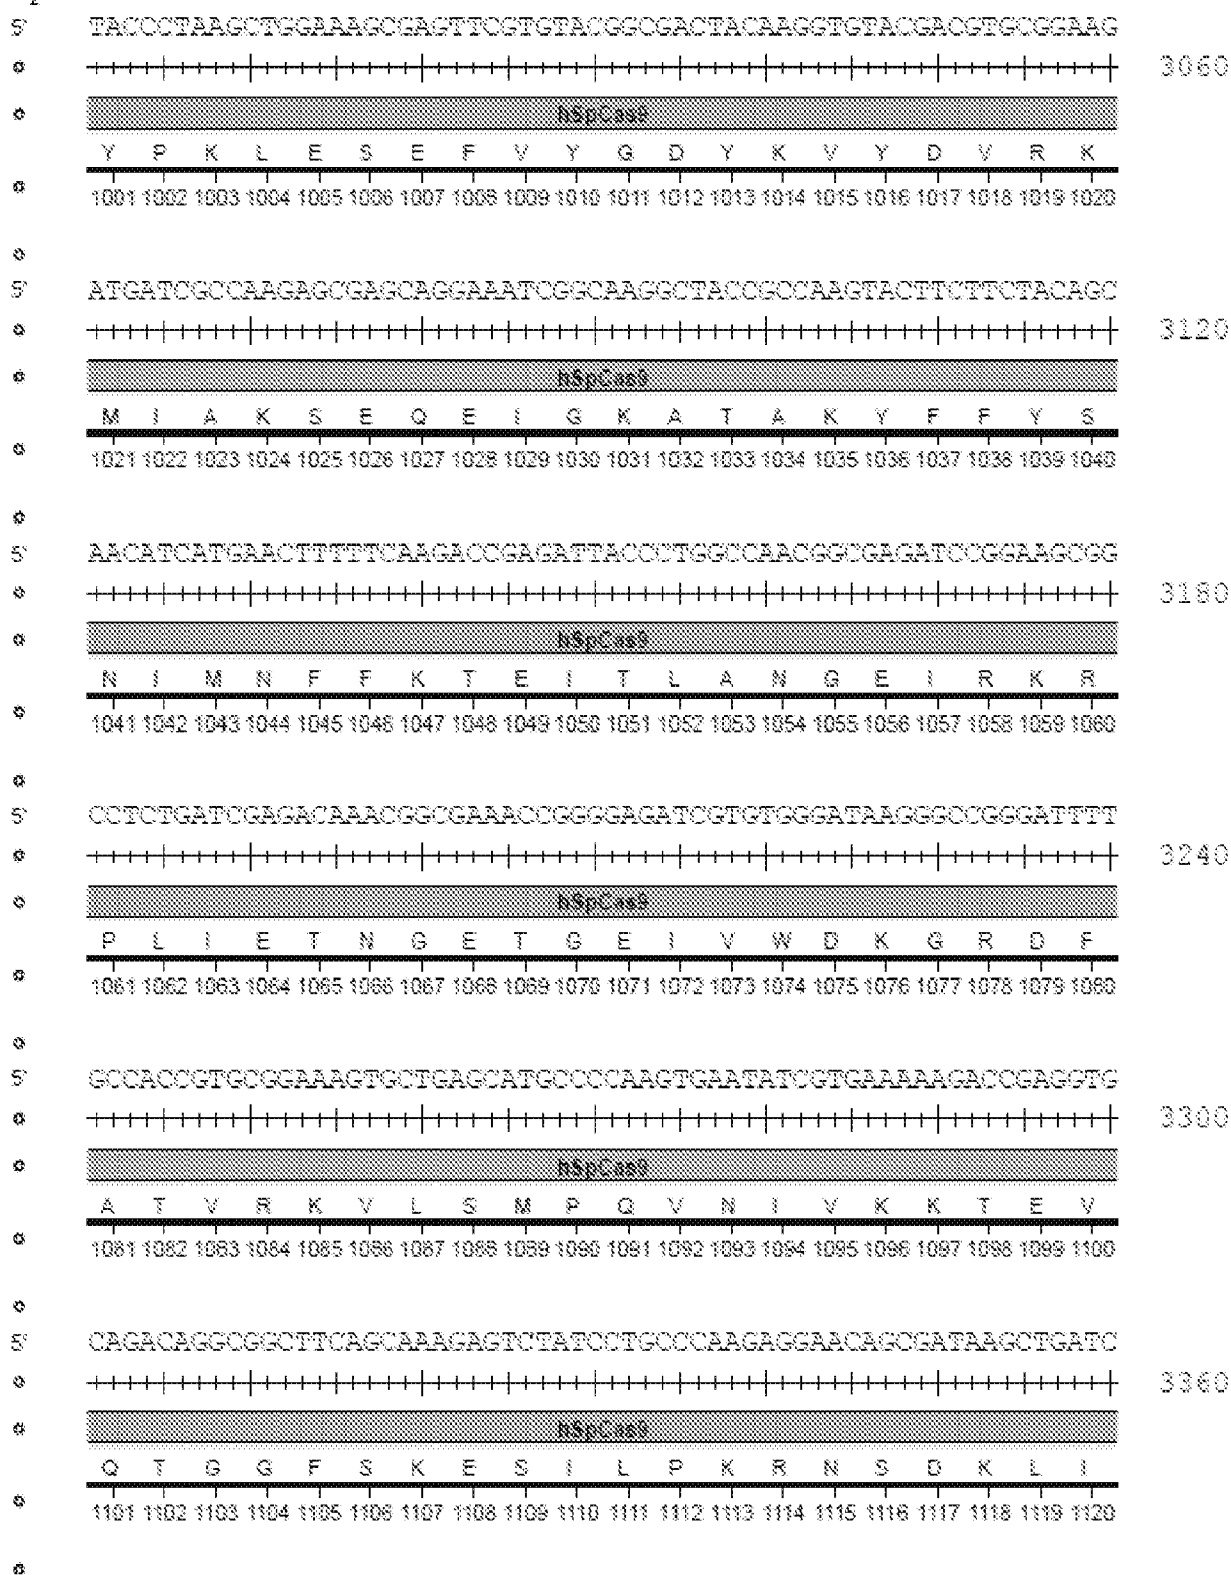 5' TACCCTAAGCTGGAAAGCGAGTTCGTGTACGGCGACTACAAGGTGTACGACGTGCGGAAG
3060
hSpCas9
Y P K L E S E F V Y G D Y K V Y D V R K
1001 1002 1003 1004 1005 1006 1007 1008 1009 1010 1011 1012 1013 1014 1015 1016 1017 1018 1019 1020
5' ATGATCGCCAAGAGCGAGCAGGAAATCGGCAAGGCTACCGCCAAGTACTTCTTCTACAGC
3120
hSpCas9
M I A K S E Q E I G K A T A K Y F F Y S
1021 1022 1023 1024 1025 1026 1027 1028 1029 1030 1031 1032 1033 1034 1035 1036 1037 1038 1039 1040
5' AACATCATGAACTTTTTCAAGACCGAGATTACCCTGGCCAACGGCGAGATCCGGAAGCGG
3180
hSpCas9
N I M N F F K T E I T L A N G E I R K R
1041 1042 1043 1044 1045 1046 1047 1048 1049 1050 1051 1052 1053 1054 1055 1056 1057 1058 1059 1060
5' CCTCTGATCGAGACAAACGGCGAAACCGGGGAGATCGTGTGGGATAAGGGCCGGGATTTT
3240
hSpCas9
P L I E T N G E T G E I V W D K G R D F
1061 1062 1063 1064 1065 1066 1067 1068 1069 1070 1071 1072 1073 1074 1075 1076 1077 1078 1079 1080
5' GCCACCGTGCGGAAAGTGCTGAGCATGCCCCAAGTGAATATCGTGAAAAAGACCGAGGTG
3300
hSpCas9
A T V R K V L S M P Q V N I V K K T E V
1081 1082 1083 1084 1085 1086 1087 1088 1089 1090 1091 1092 1093 1094 1095 1096 1097 1098 1099 1100
5' CAGACAGGCGGCTTCAGCAAAGAGTCTATCCTGCCCAAGAGGAACAGCGATAAGCTGATC
3360
hSpCas9
Q T G G F S K E S I L P K R N S D K L I
1101 1102 1103 1104 1105 1106 1107 1108 1109 1110 1111 1112 1113 1114 1115 1116 1117 1118 1119 1120